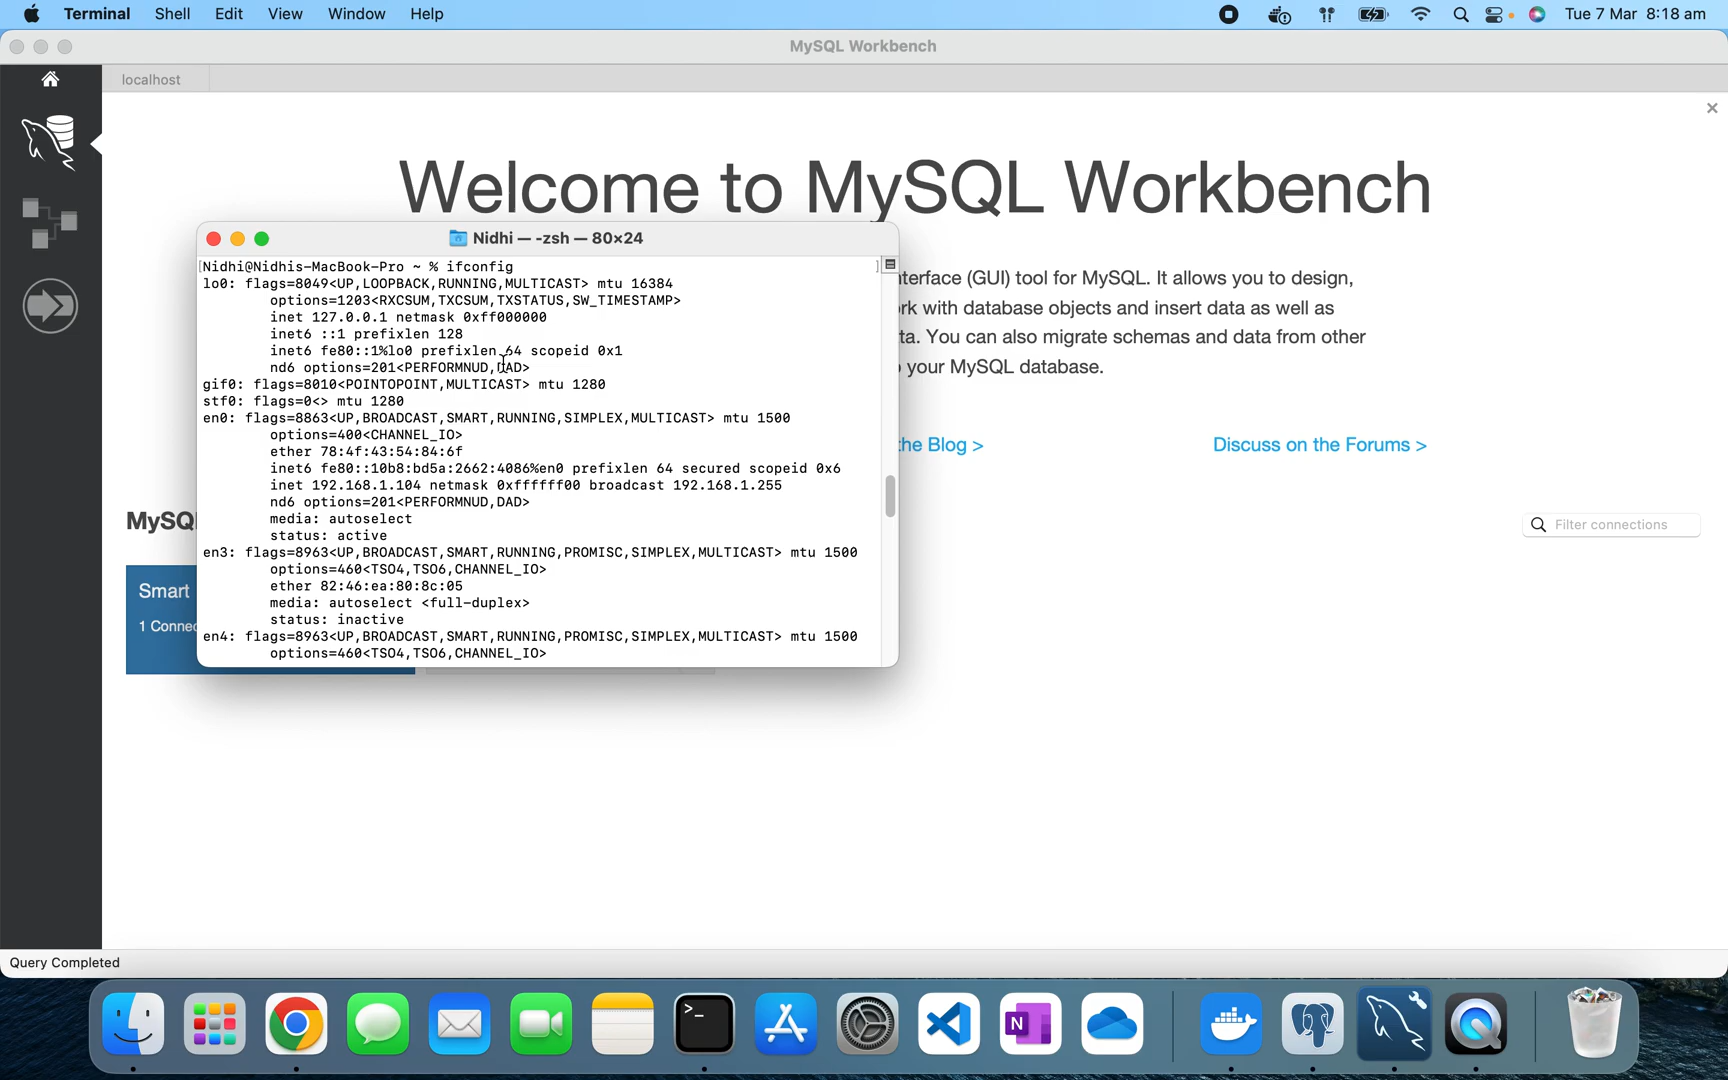 Terminal Shell Edit View Window Help
Tue 7 Mar 8:18 am
MySQL Workbench
localhost
Welcome to MySQL Workbench
terface (GUI) tool for MySQL. It allows you to design,
rk with database objects and insert data as well as
ta. You can also migrate schemas and data from other
your MySQL database.
the Blog >
Discuss on the Forums >
MySQL
Filter connections
Smart
1 Connec
Nidhi — -zsh — 80×24
[Nidhi@Nidhis-MacBook-Pro ~ % ifconfig ]
lo0: flags=8049<UP,LOOPBACK,RUNNING,MULTICAST> mtu 16384
options=1203<RXCSUM,TXCSUM,TXSTATUS,SW_TIMESTAMP>
inet 127.0.0.1 netmask 0xff000000
inet6 ::1 prefixlen 128
inet6 fe80::1%lo0 prefixlen 64 scopeid 0x1
nd6 options=201<PERFORMNUD,DAD>
gif0: flags=8010<POINTOPOINT,MULTICAST> mtu 1280
stf0: flags=0<> mtu 1280
en0: flags=8863<UP,BROADCAST,SMART,RUNNING,SIMPLEX,MULTICAST> mtu 1500
options=400<CHANNEL_IO>
ether 78:4f:43:54:84:6f
inet6 fe80::10b8:bd5a:2662:4086%en0 prefixlen 64 secured scopeid 0x6
inet 192.168.1.104 netmask 0xffffff00 broadcast 192.168.1.255
nd6 options=201<PERFORMNUD,DAD>
media: autoselect
status: active
en3: flags=8963<UP,BROADCAST,SMART,RUNNING,PROMISC,SIMPLEX,MULTICAST> mtu 1500
options=460<TSO4,TSO6,CHANNEL_IO>
ether 82:46:ea:80:8c:05
media: autoselect <full-duplex>
status: inactive
en4: flags=8963<UP,BROADCAST,SMART,RUNNING,PROMISC,SIMPLEX,MULTICAST> mtu 1500
options=460<TSO4,TSO6,CHANNEL_IO>
Query Completed